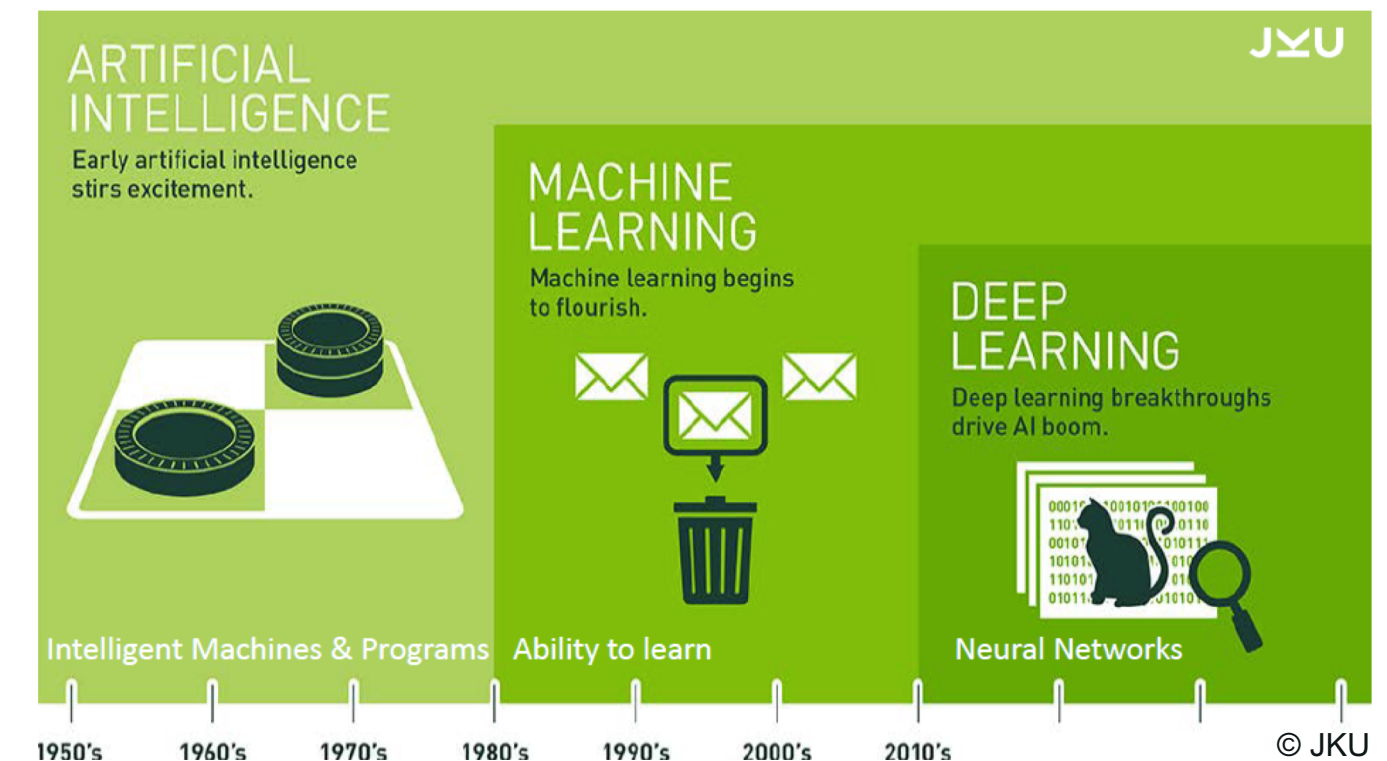 JKU
ARTIFICIAL
INTELLIGENCE
Early artificial intelligence
stirs excitement.
MACHINE
LEARNING
Machine learning begins
to flourish.
DEEP
LEARNING
Deep learning breakthroughs
drive AI boom.
Intelligent Machines & Programs
Ability to learn
Neural Networks
1950's 1960's 1970's 1980's 1990's 2000's 2010's
© JKU